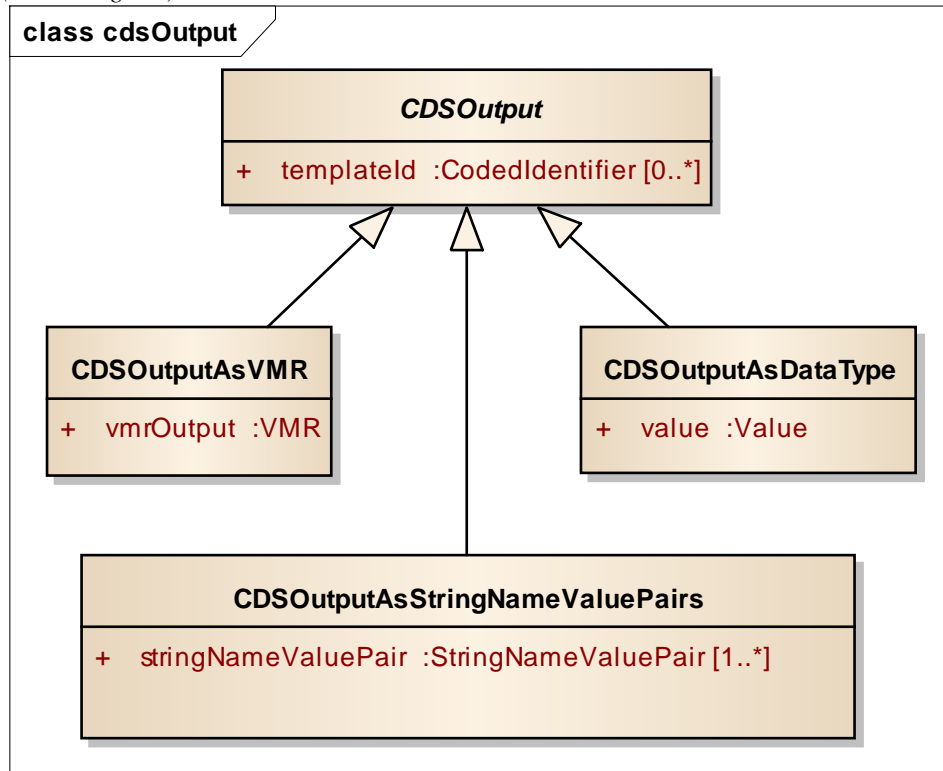 class cdsOutput
CDSOutput
+ templateId :CodedIdentifier [0..*]
CDSOutputAsVMR
+ vmrOutput :VMR
CDSOutputAsDataType
+ value :Value
CDSOutputAsStringNameValuePairs
+ stringNameValuePair :StringNameValuePair [1..*]